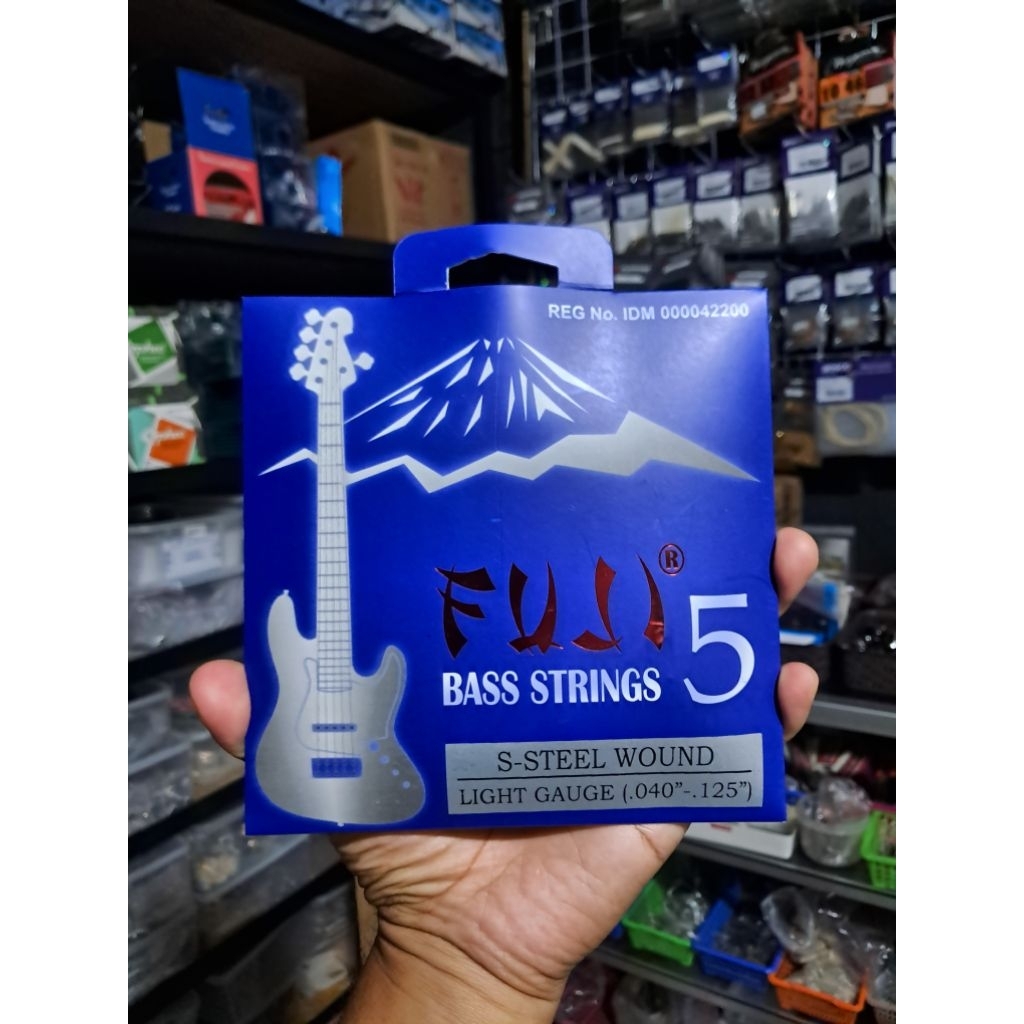 REG No. IDM 000042200
FUJI®
BASS STRINGS 5
S-STEEL WOUND
LIGHT GAUGE (.040”-.125”)